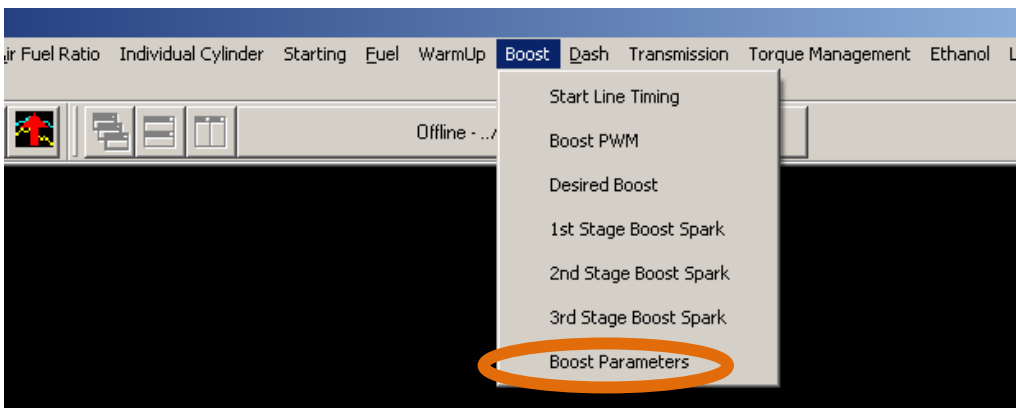 ir Fuel Ratio Individual Cylinder Starting Fuel WarmUp Boost Dash Transmission Torque Management Ethanol L
Offline - ../
Start Line Timing
Boost PWM
Desired Boost
1st Stage Boost Spark
2nd Stage Boost Spark
3rd Stage Boost Spark
Boost Parameters